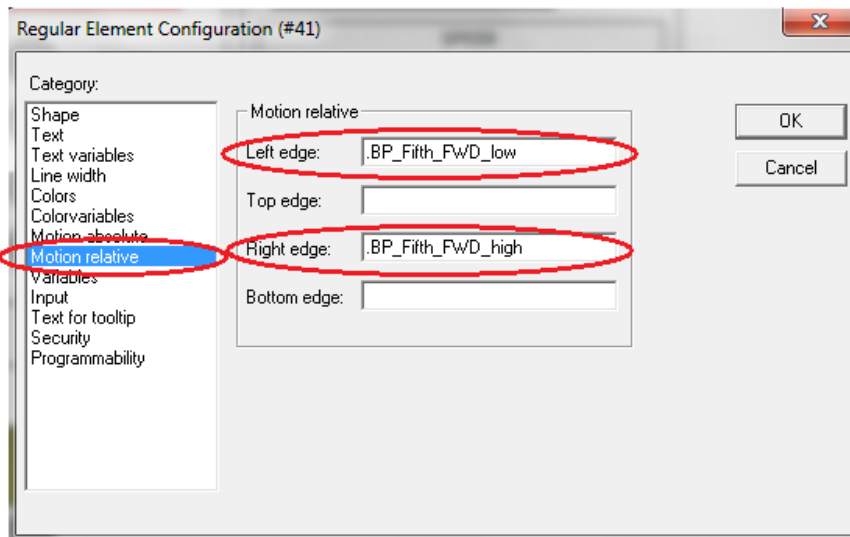 Regular Element Configuration (#41)
Category:
Shape
Text
Text variables
Line width
Colors
Colorvariables
Motion absolute
Motion relative
Variables
Input
Text for tooltip
Security
Programmability
Motion relative
Left edge: .BP_Fifth_FWD_low
Top edge:
Right edge: .BP_Fifth_FWD_high
Bottom edge:
OK
Cancel